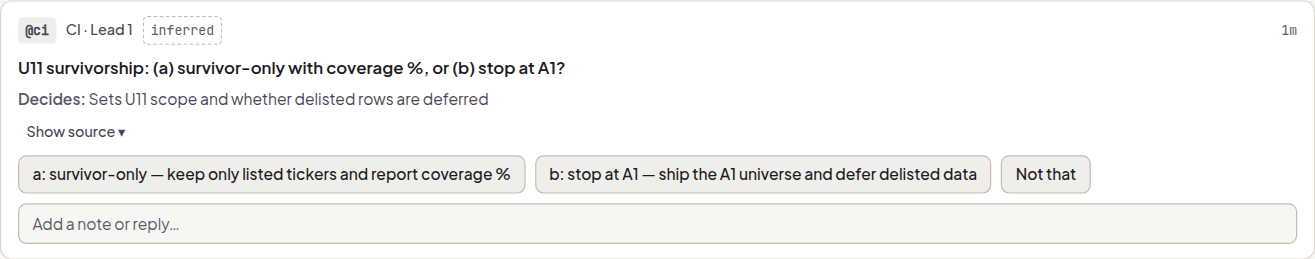 @ci CI · Lead 1 inferred 1m
U11 survivorship: (a) survivor-only with coverage %, or (b) stop at A1?
Decides: Sets U11 scope and whether delisted rows are deferred
Show source ▾
a: survivor-only — keep only listed tickers and report coverage % b: stop at A1 — ship the A1 universe and defer delisted data Not that
Add a note or reply...